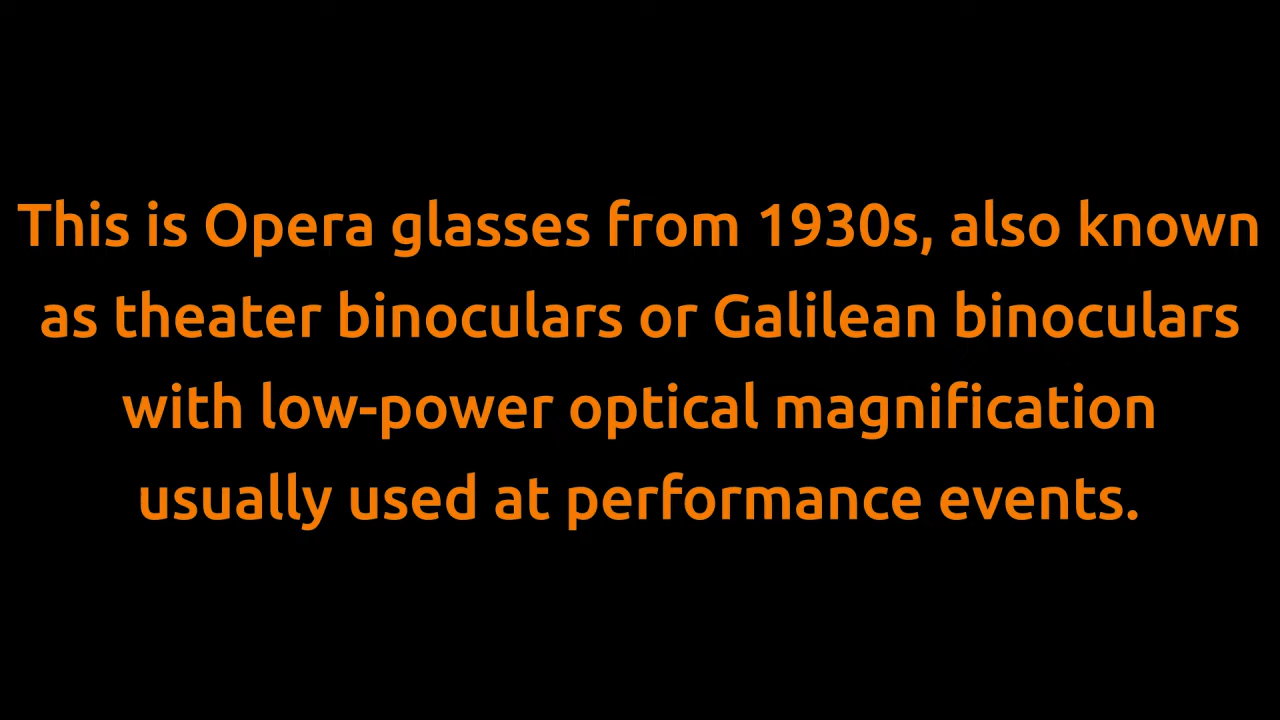 This is Opera glasses from 1930s, also known
as theater binoculars or Galilean binoculars
with low-power optical magnification
usually used at performance events.